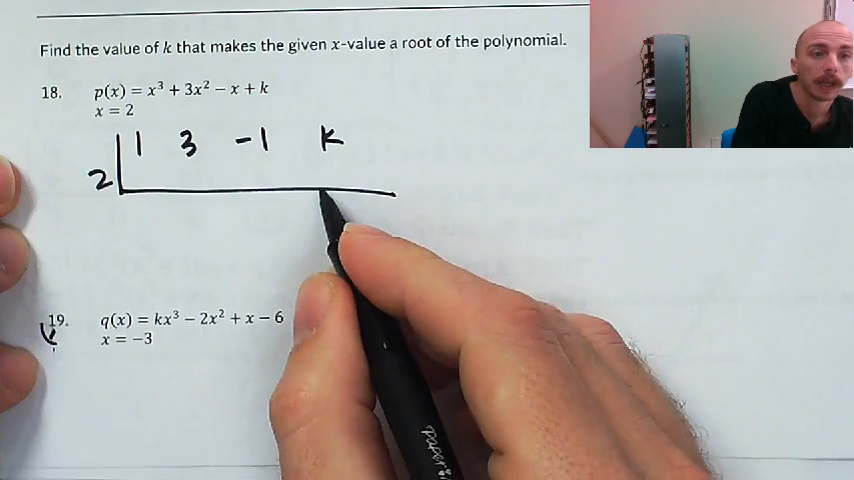 Find the value of k that makes the given x-value a root of the polynomial.
18. p(x) = x³ + 3x² − x + k
x = 2
1 3 -1 k
2
19. q(x) = kx³ − 2x² + x − 6
x = −3